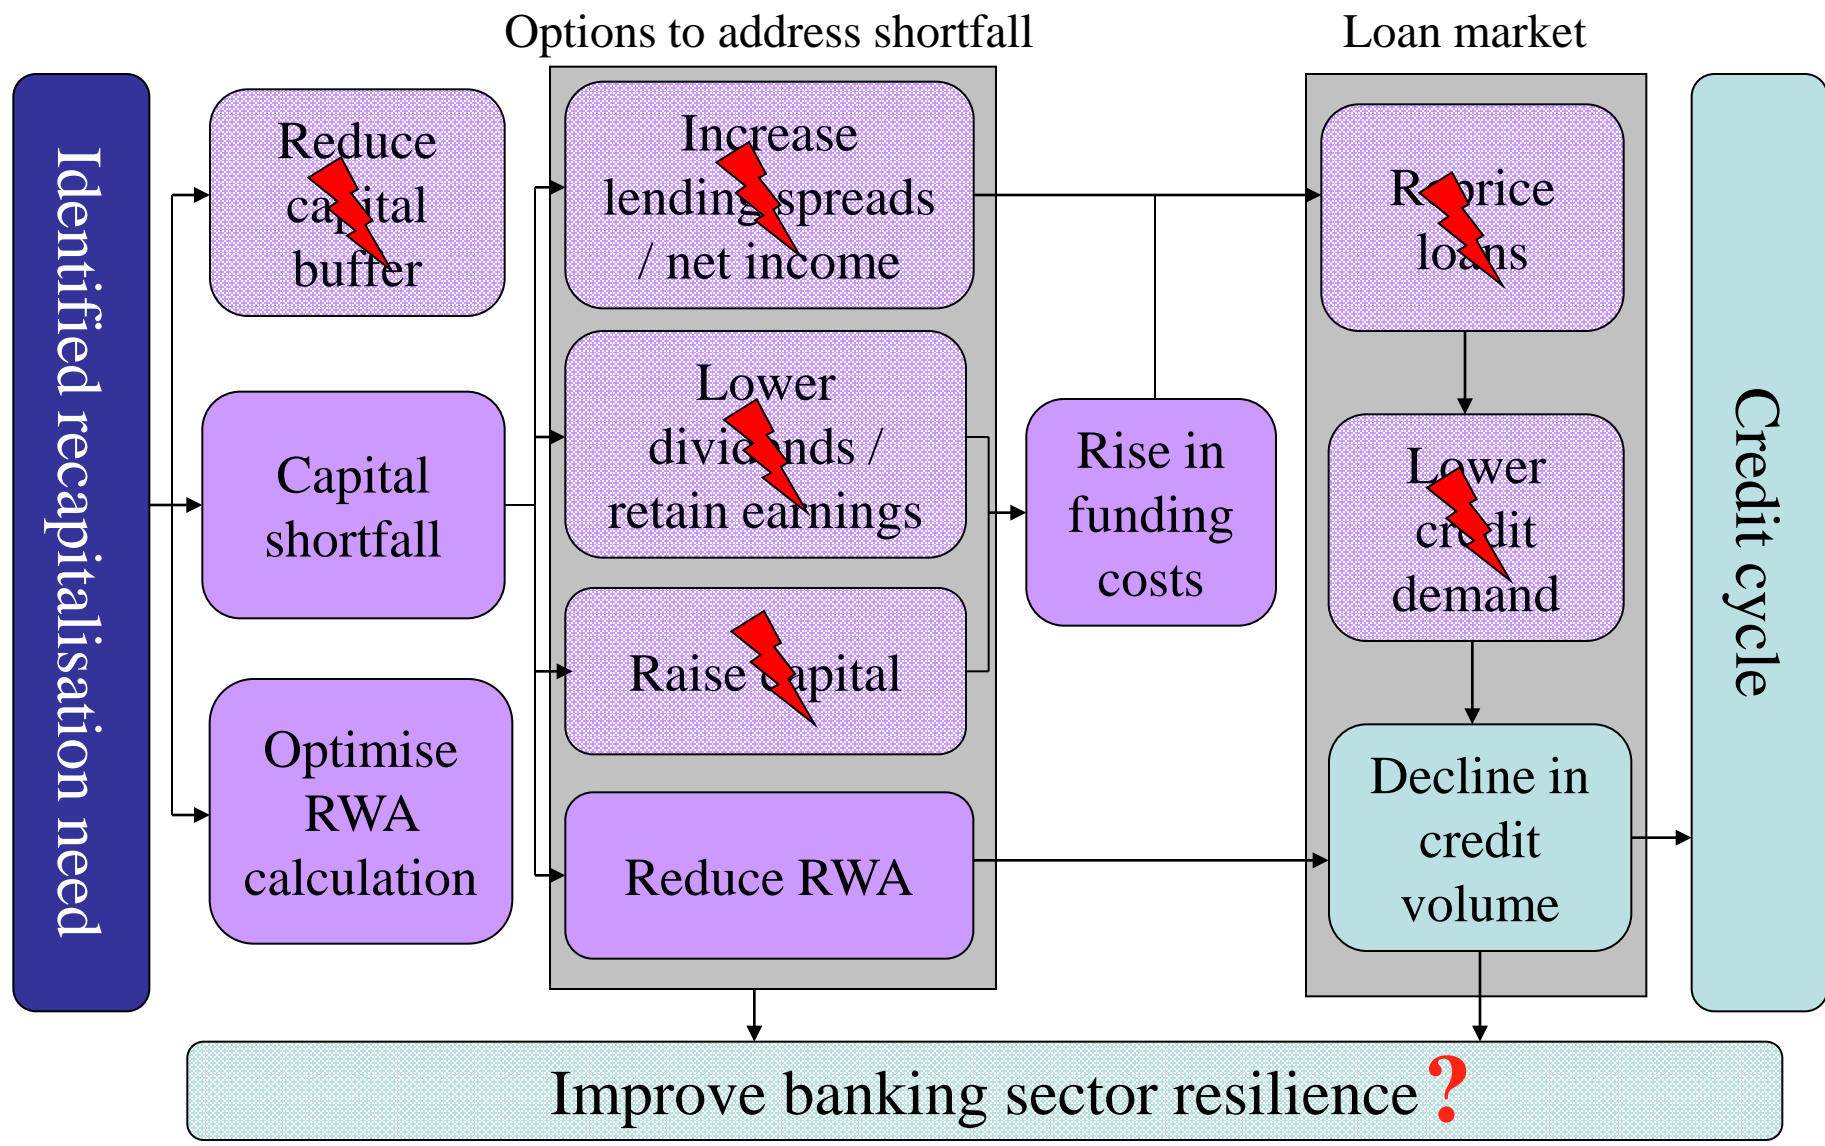 Options to address shortfall
Loan market
Identified recapitalisation need
Reduce
capital
buffer
Capital
shortfall
Optimise
RWA
calculation
Increase
lending spreads
/ net income
Lower
dividends /
retain earnings
Raise capital
Reduce RWA
Rise in
funding
costs
Reprice
loans
Lower
credit
demand
Decline in
credit
volume
Credit cycle
Improve banking sector resilience ?